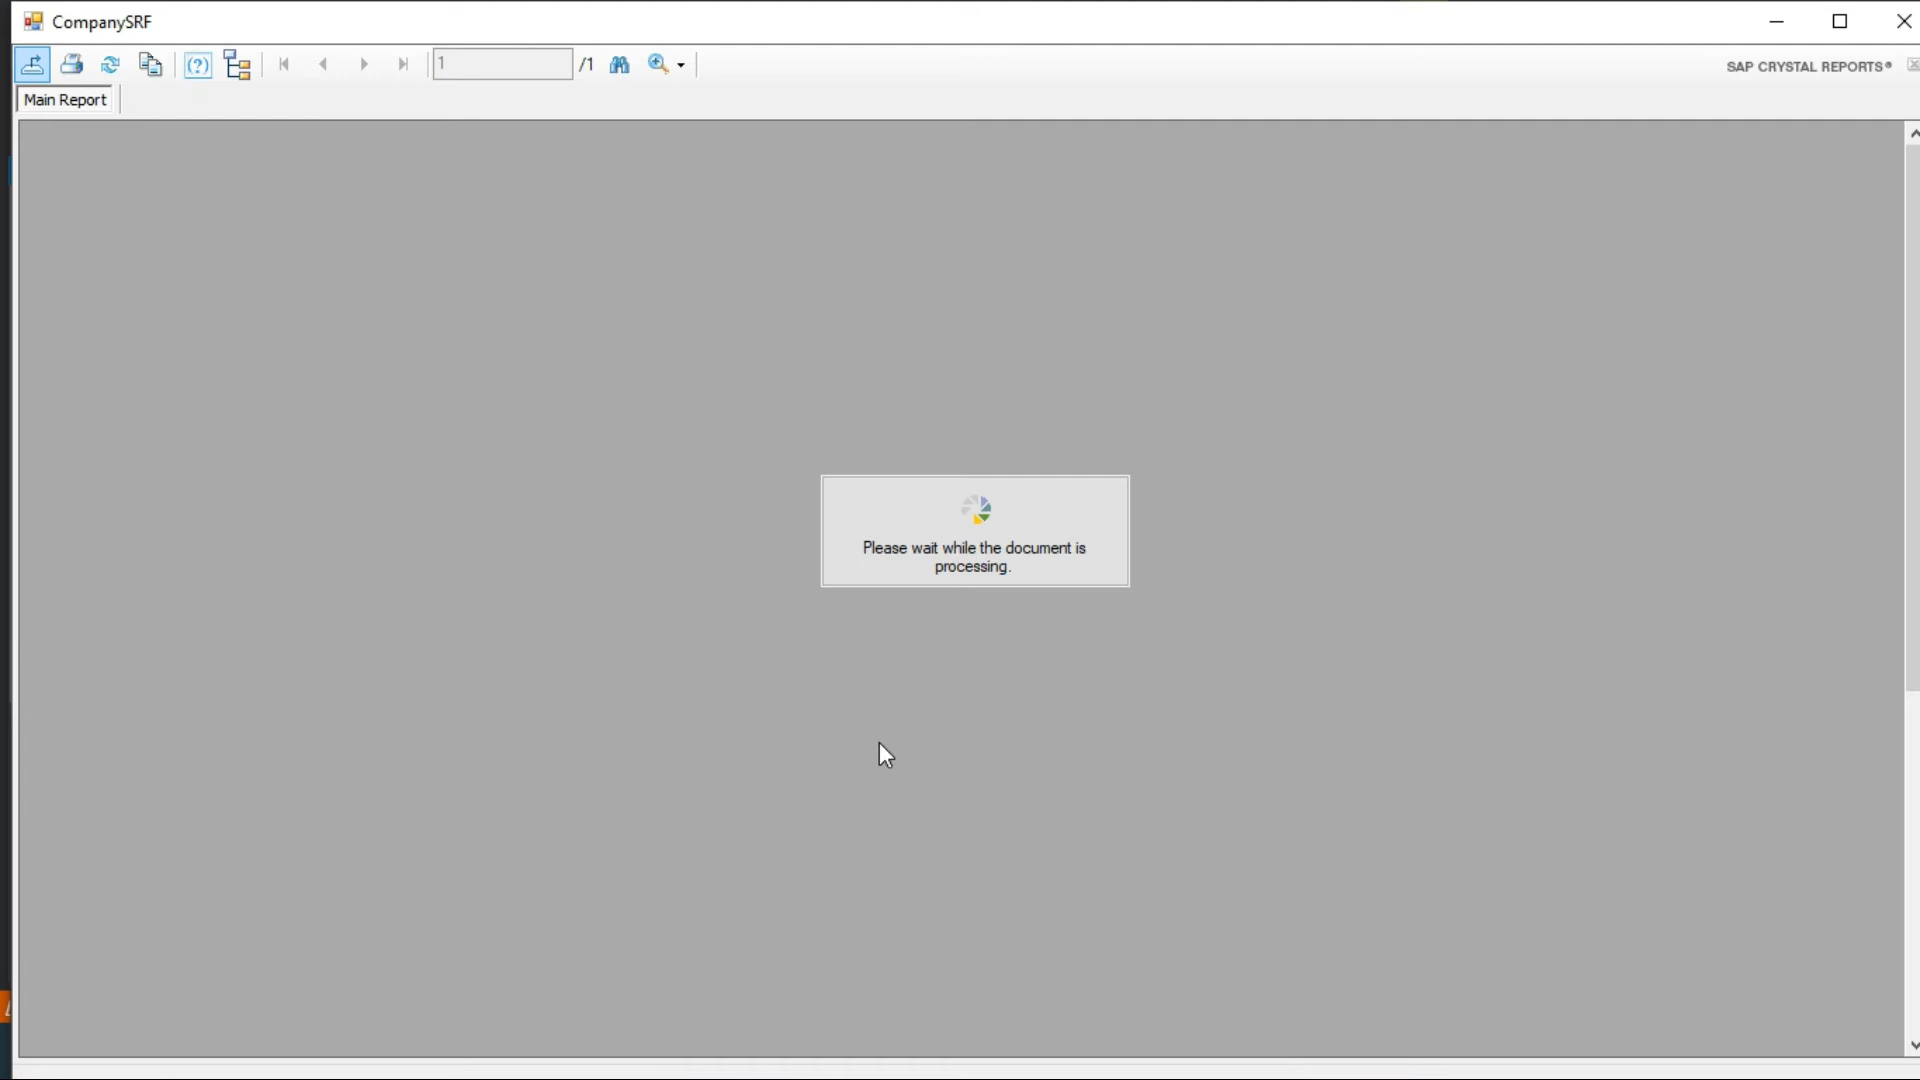 CompanySRF
1 /1
SAP CRYSTAL REPORTS®
Main Report
Please wait while the document is
processing.